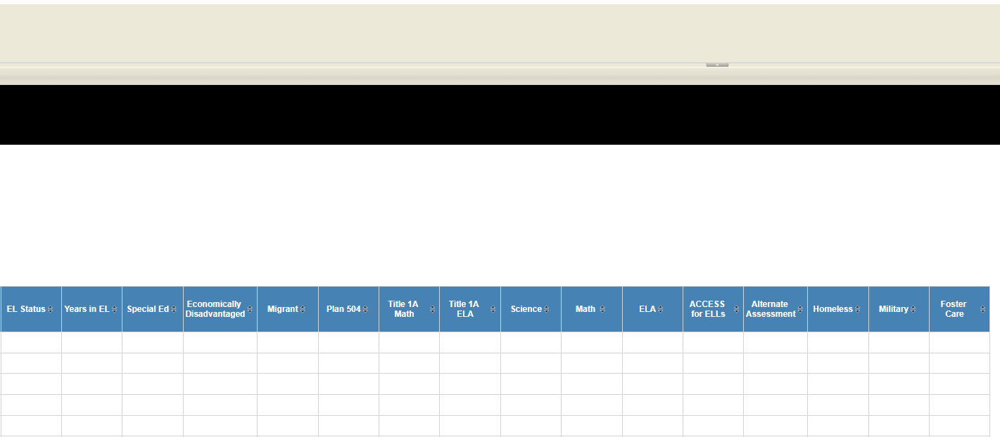 EL Status
Years in EL
Special Ed
Economically
Disadvantaged
Migrant
Plan 504
Title 1A
Math
Title 1A
ELA
Science
Math
ELA
ACCESS
for ELLs
Alternate
Assessment
Homeless
Military
Foster
Care